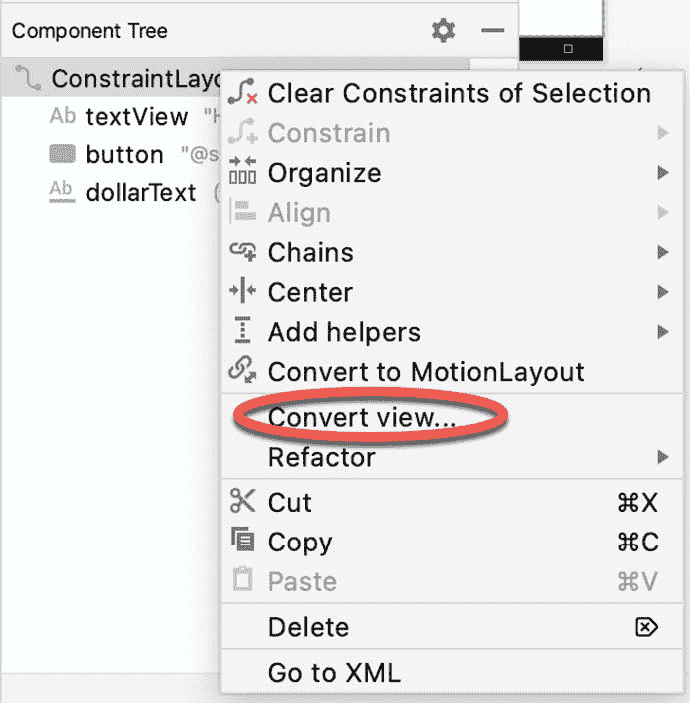 Component Tree
ConstraintLayou
Ab textView "H
button "@s
Ab dollarText (
Clear Constraints of Selection
Constrain
Organize
Align
Chains
Center
Add helpers
Convert to MotionLayout
Convert view...
Refactor
Cut ⌘X
Copy ⌘C
Paste ⌘V
Delete ⌦
Go to XML